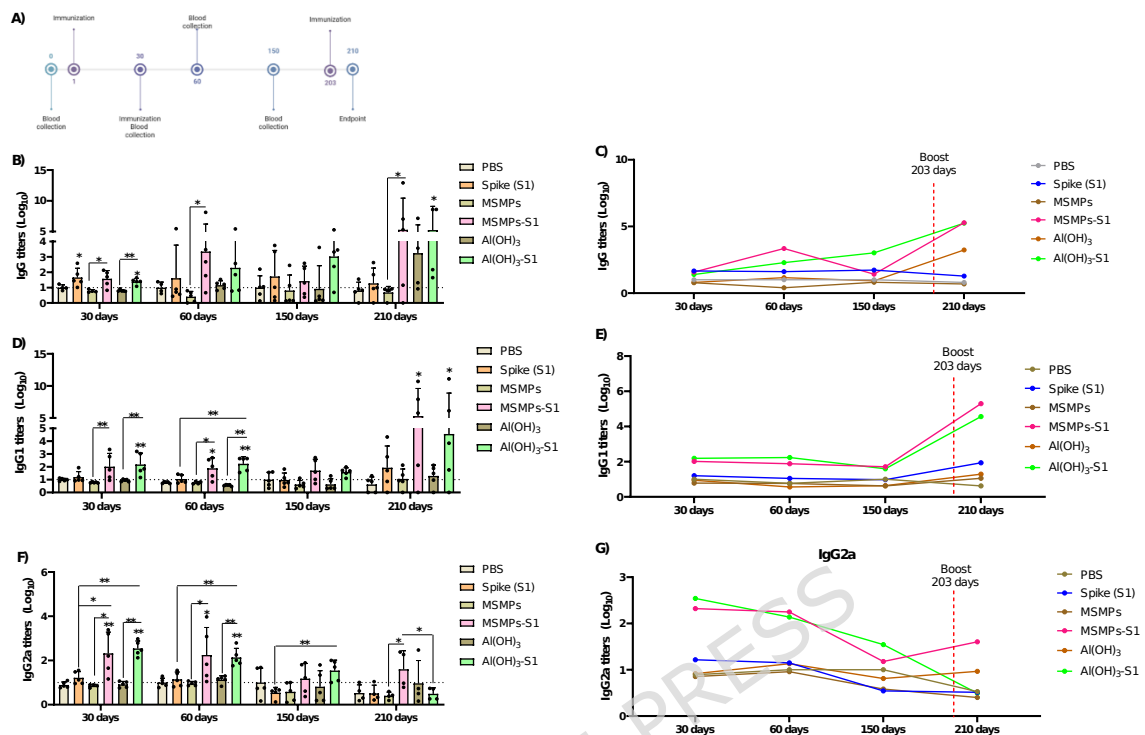 A)
Immunization
Blood
collection
Immunization
0
30
150
210
1
60
203
Blood
collection
Immunization
Blood
collection
Blood
collection
Endpoint
B)
IgG titers (Log10)
15
10
5
4
3
2
1
0
* * ** * * * *
30 days 60 days 150 days 210 days
PBS
Spike (S1)
MSMPs
MSMPs-S1
Al(OH)3
Al(OH)3-S1
C)
IgG titers (Log10)
10
5
0
Boost
203 days
30 days 60 days 150 days 210 days
PBS
Spike (S1)
MSMPs
MSMPs-S1
Al(OH)3
Al(OH)3-S1
D)
IgG1 titers (Log10)
15
10
5
4
3
2
1
0
** ** ** ** * * ** ** * *
30 days 60 days 150 days 210 days
PBS
Spike (S1)
MSMPs
MSMPs-S1
Al(OH)3
Al(OH)3-S1
E)
IgG1 titers (Log10)
8
6
4
2
0
Boost
203 days
30 days 60 days 150 days 210 days
PBS
Spike (S1)
MSMPs
MSMPs-S1
Al(OH)3
Al(OH)3-S1
F)
IgG2a titers (Log10)
6
4
2
0
** * * ** ** ** ** * * ** ** ** * *
30 days 60 days 150 days 210 days
PBS
Spike (S1)
MSMPs
MSMPs-S1
Al(OH)3
Al(OH)3-S1
G)
IgG2a
IgG2a titers (Log10)
3
2
1
0
Boost
203 days
30 days 60 days 150 days 210 days
PBS
Spike (S1)
MSMPs
MSMPs-S1
Al(OH)3
Al(OH)3-S1
PRESS